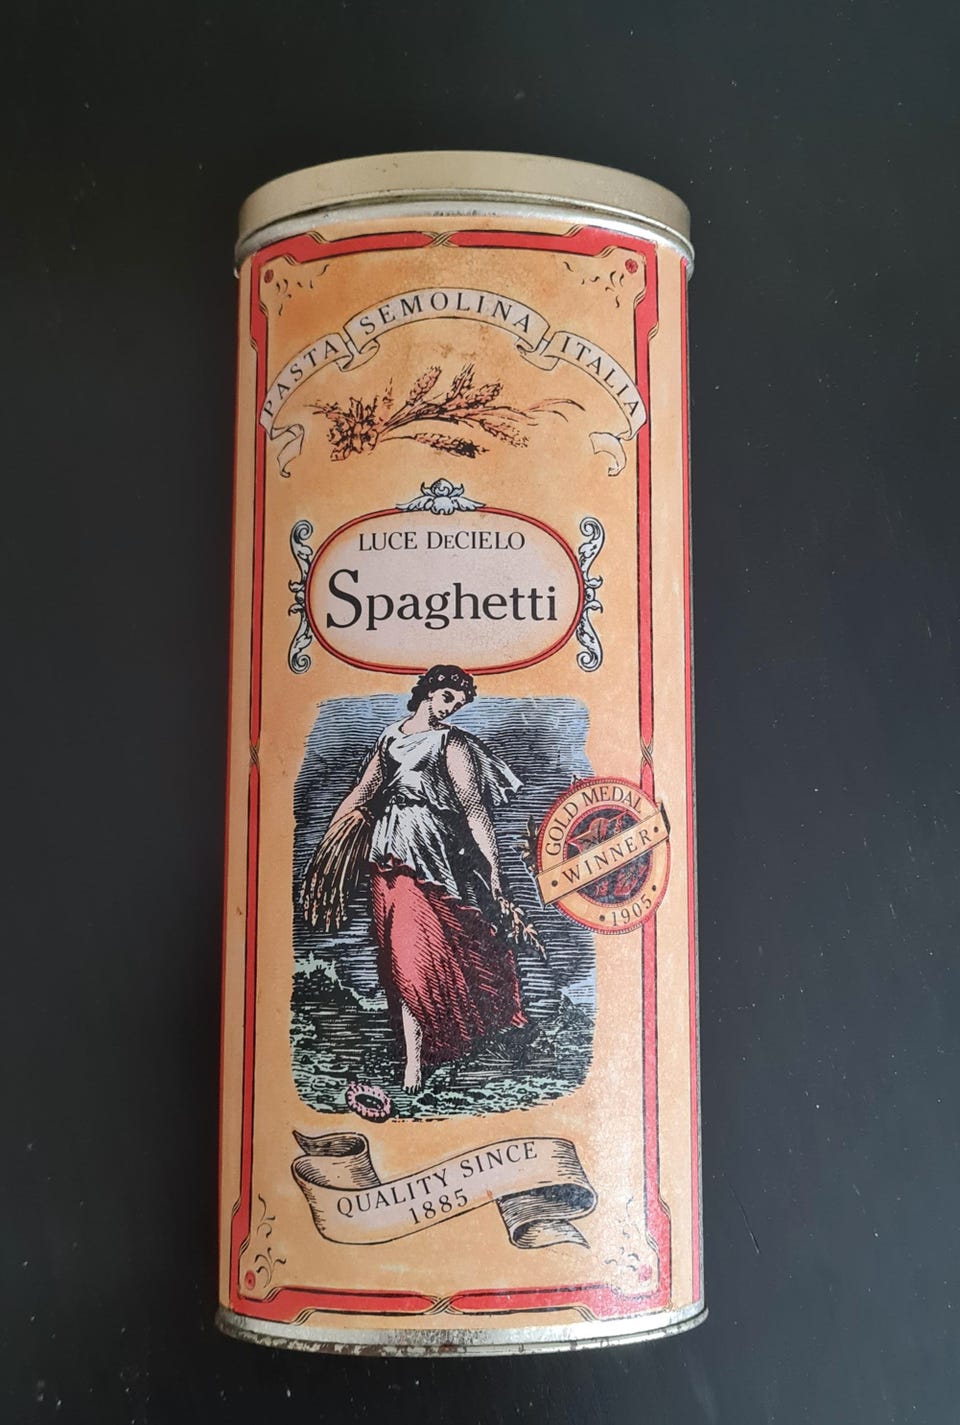 PASTA SEMOLINA ITALIA
LUCE DECIELO
Spaghetti
GOLD MEDAL
WINNER
1905
QUALITY SINCE
1885